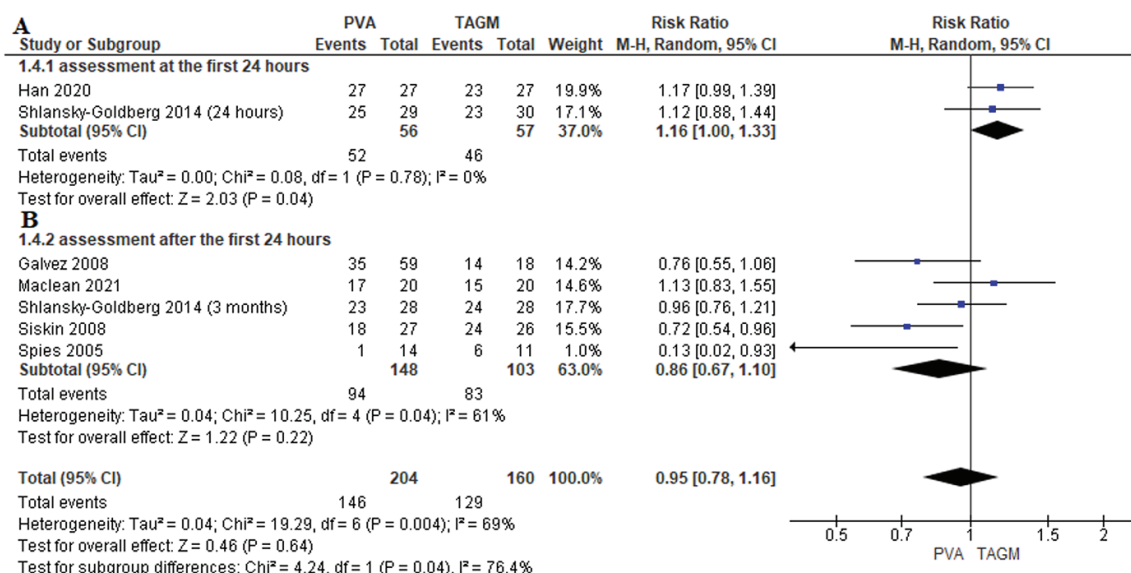 A
PVA TAGM Risk Ratio Risk Ratio
Study or Subgroup Events Total Events Total Weight M-H, Random, 95% CI M-H, Random, 95% CI
1.4.1 assessment at the first 24 hours
Han 2020 27 27 23 27 19.9% 1.17 [0.99, 1.39]
Shlansky-Goldberg 2014 (24 hours) 25 29 23 30 17.1% 1.12 [0.88, 1.44]
Subtotal (95% CI) 56 57 37.0% 1.16 [1.00, 1.33]
Total events 52 46
Heterogeneity: Tau² = 0.00; Chi² = 0.08, df = 1 (P = 0.78); I² = 0%
Test for overall effect: Z = 2.03 (P = 0.04)
B
1.4.2 assessment after the first 24 hours
Galvez 2008 35 59 14 18 14.2% 0.76 [0.55, 1.06]
Maclean 2021 17 20 15 20 14.6% 1.13 [0.83, 1.55]
Shlansky-Goldberg 2014 (3 months) 23 28 24 28 17.7% 0.96 [0.76, 1.21]
Siskin 2008 18 27 24 26 15.5% 0.72 [0.54, 0.96]
Spies 2005 1 14 6 11 1.0% 0.13 [0.02, 0.93]
Subtotal (95% CI) 148 103 63.0% 0.86 [0.67, 1.10]
Total events 94 83
Heterogeneity: Tau² = 0.04; Chi² = 10.25, df = 4 (P = 0.04); I² = 61%
Test for overall effect: Z = 1.22 (P = 0.22)
Total (95% CI) 204 160 100.0% 0.95 [0.78, 1.16]
Total events 146 129
Heterogeneity: Tau² = 0.04; Chi² = 19.29, df = 6 (P = 0.004); I² = 69%
Test for overall effect: Z = 0.46 (P = 0.64)
Test for subgroup differences: Chi² = 4.24, df = 1 (P = 0.04), I² = 76.4%
0.5 0.7 1 1.5 2
PVA TAGM